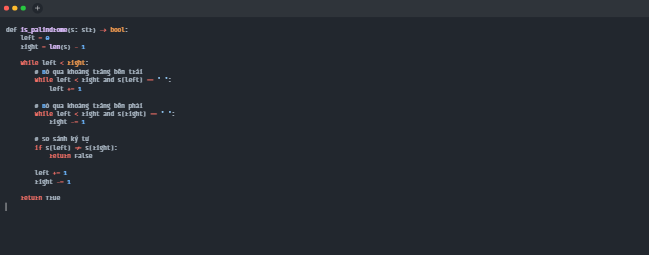 def is_palindrome(s: str) -> bool:
left = 0
right = len(s) - 1
while left < right:
# bỏ qua khoảng trắng bên trái
while left < right and s[left] == " ":
left += 1
# bỏ qua khoảng trắng bên phải
while left < right and s[right] == " ":
right -= 1
# so sánh ký tự
if s[left] != s[right]:
return False
left += 1
right -= 1
return True